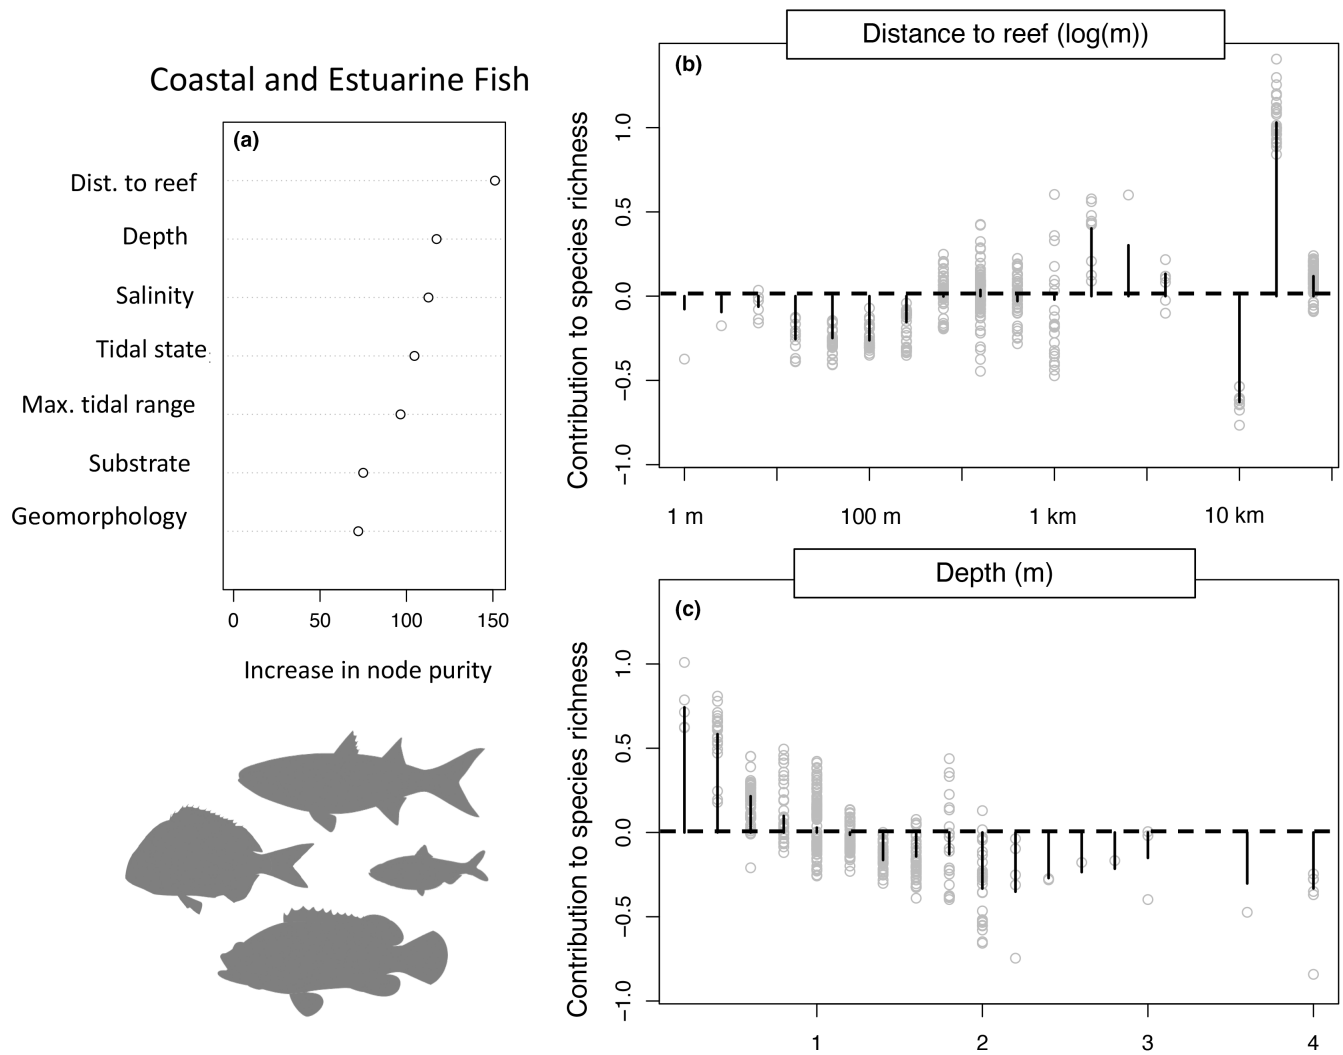 Coastal and Estuarine Fish
(a)
Dist. to reef
Depth
Salinity
Tidal state
Max. tidal range
Substrate
Geomorphology
0 50 100 150
Increase in node purity
Distance to reef (log(m))
(b)
Contribution to species richness
1.0
0.5
0.0
−0.5
−1.0
1 m 100 m 1 km 10 km
Depth (m)
(c)
Contribution to species richness
1.0
0.5
0.0
−0.5
−1.0
1 2 3 4